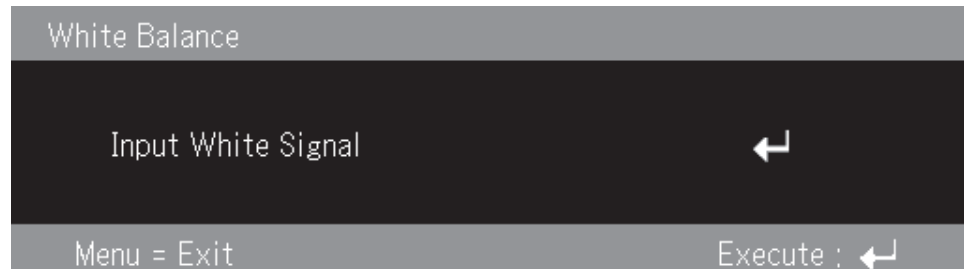 White Balance
Input White Signal ↵
Menu = Exit Execute : ↵